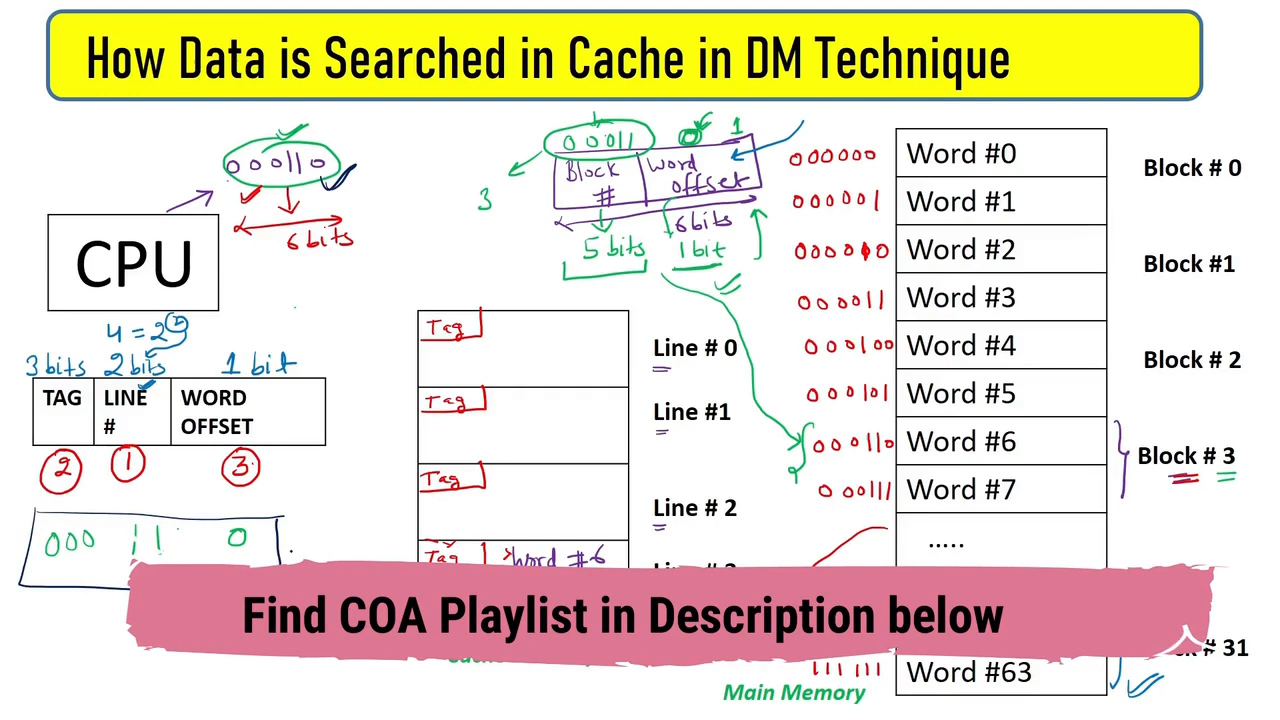 How Data is Searched in Cache in DM Technique
000110
6 bits
CPU
4 = 2²
3 bits 2 bits 1 bit
TAG LINE # WORD OFFSET
2 1 3
000 11 0
00011 0 1
Block # Word offset
3
6 bits
5 bits 1 bit
Tag Line # 0
Tag Line #1
Tag Line # 2
Tag Word #6
000000 Word #0
000001 Word #1
Block # 0
000010 Word #2
000011 Word #3
Block #1
000100 Word #4
000101 Word #5
Block # 2
000110 Word #6
000111 Word #7
Block # 3
.....
Find COA Playlist in Description below
# 31
111111 Word #63
Main Memory